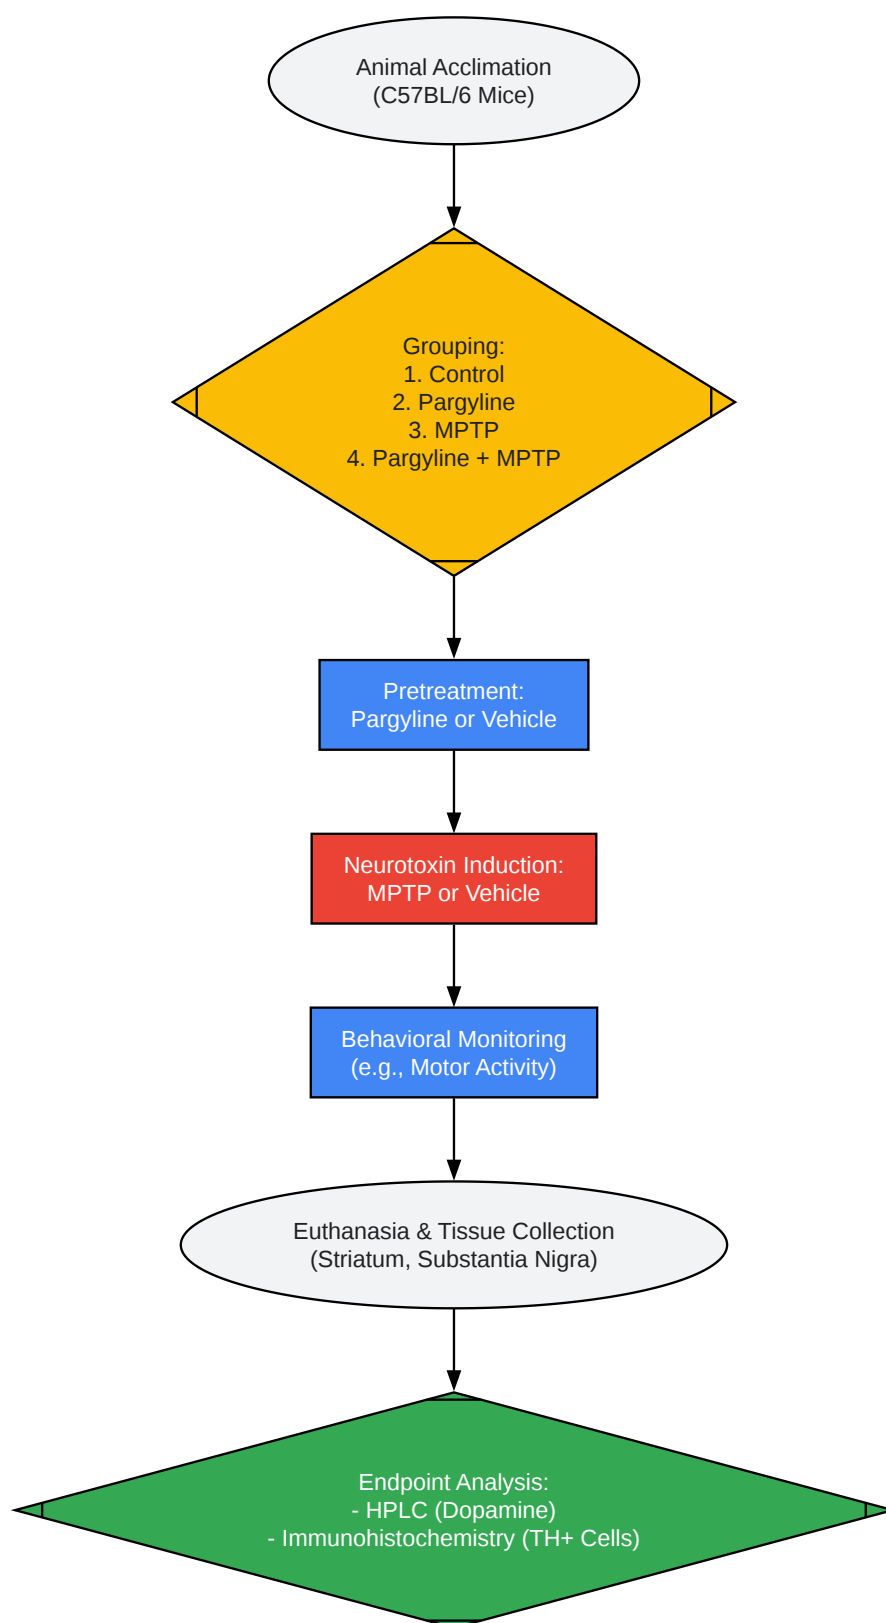 Animal Acclimation
(C57BL/6 Mice)
Grouping:
1. Control
2. Pargyline
3. MPTP
4. Pargyline + MPTP
Pretreatment:
Pargyline or Vehicle
Neurotoxin Induction:
MPTP or Vehicle
Behavioral Monitoring
(e.g., Motor Activity)
Euthanasia & Tissue Collection
(Striatum, Substantia Nigra)
Endpoint Analysis:
- HPLC (Dopamine)
- Immunohistochemistry (TH+ Cells)